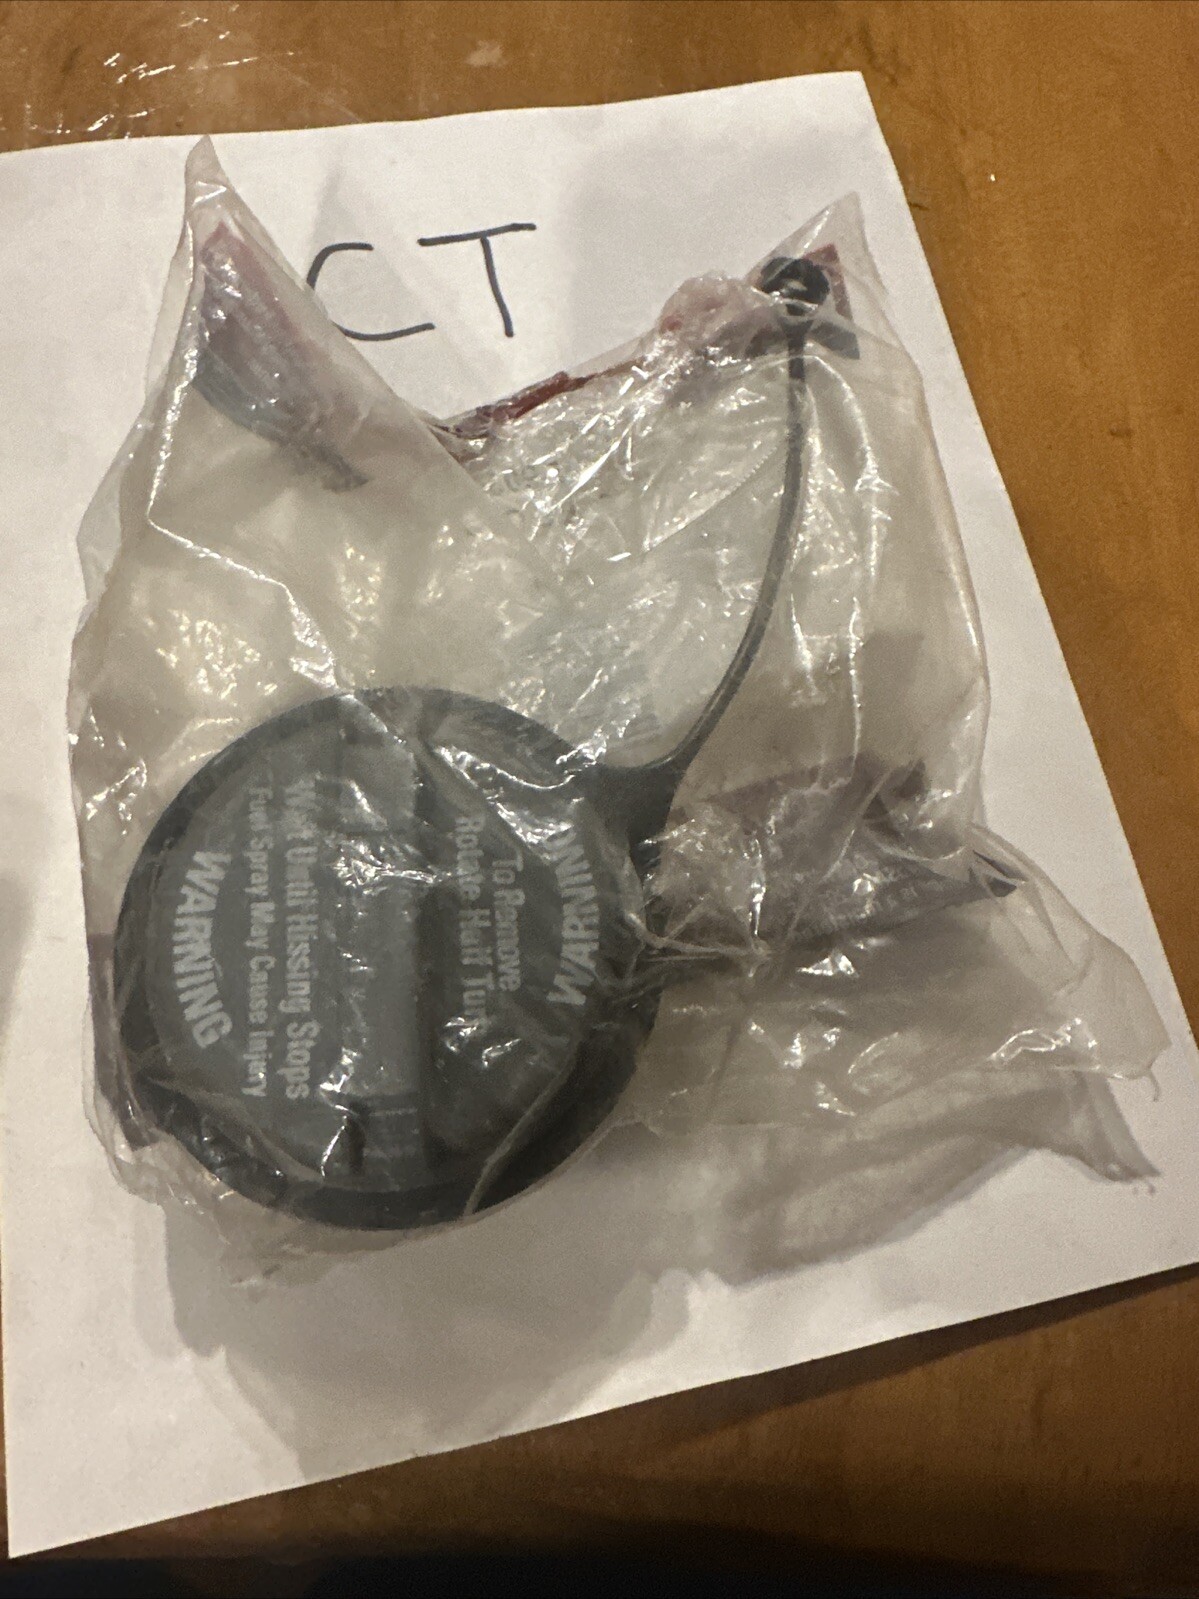 CT
WARNING
To Remove
Rotate Half Turn
Wait Until Hissing Stops
Fuel Spray May Cause Injury
WARNING